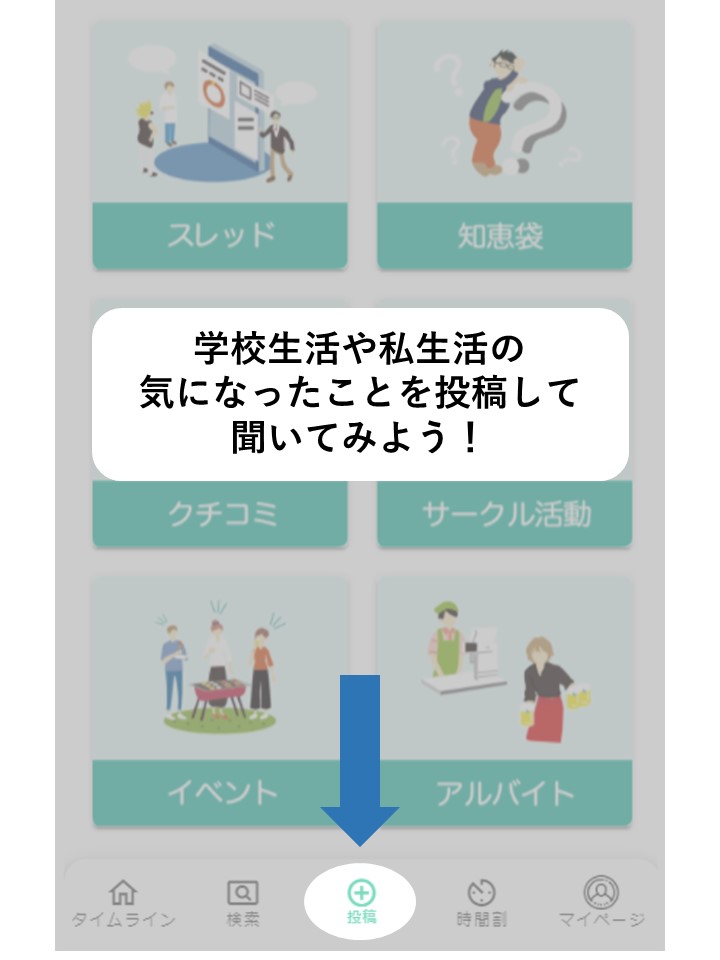 スレッド
知恵袋
学校生活や私生活の
気になったことを投稿して
聞いてみよう！
クチコミ
サークル活動
イベント
アルバイト
タイムライン
検索
投稿
時間割
マイページ